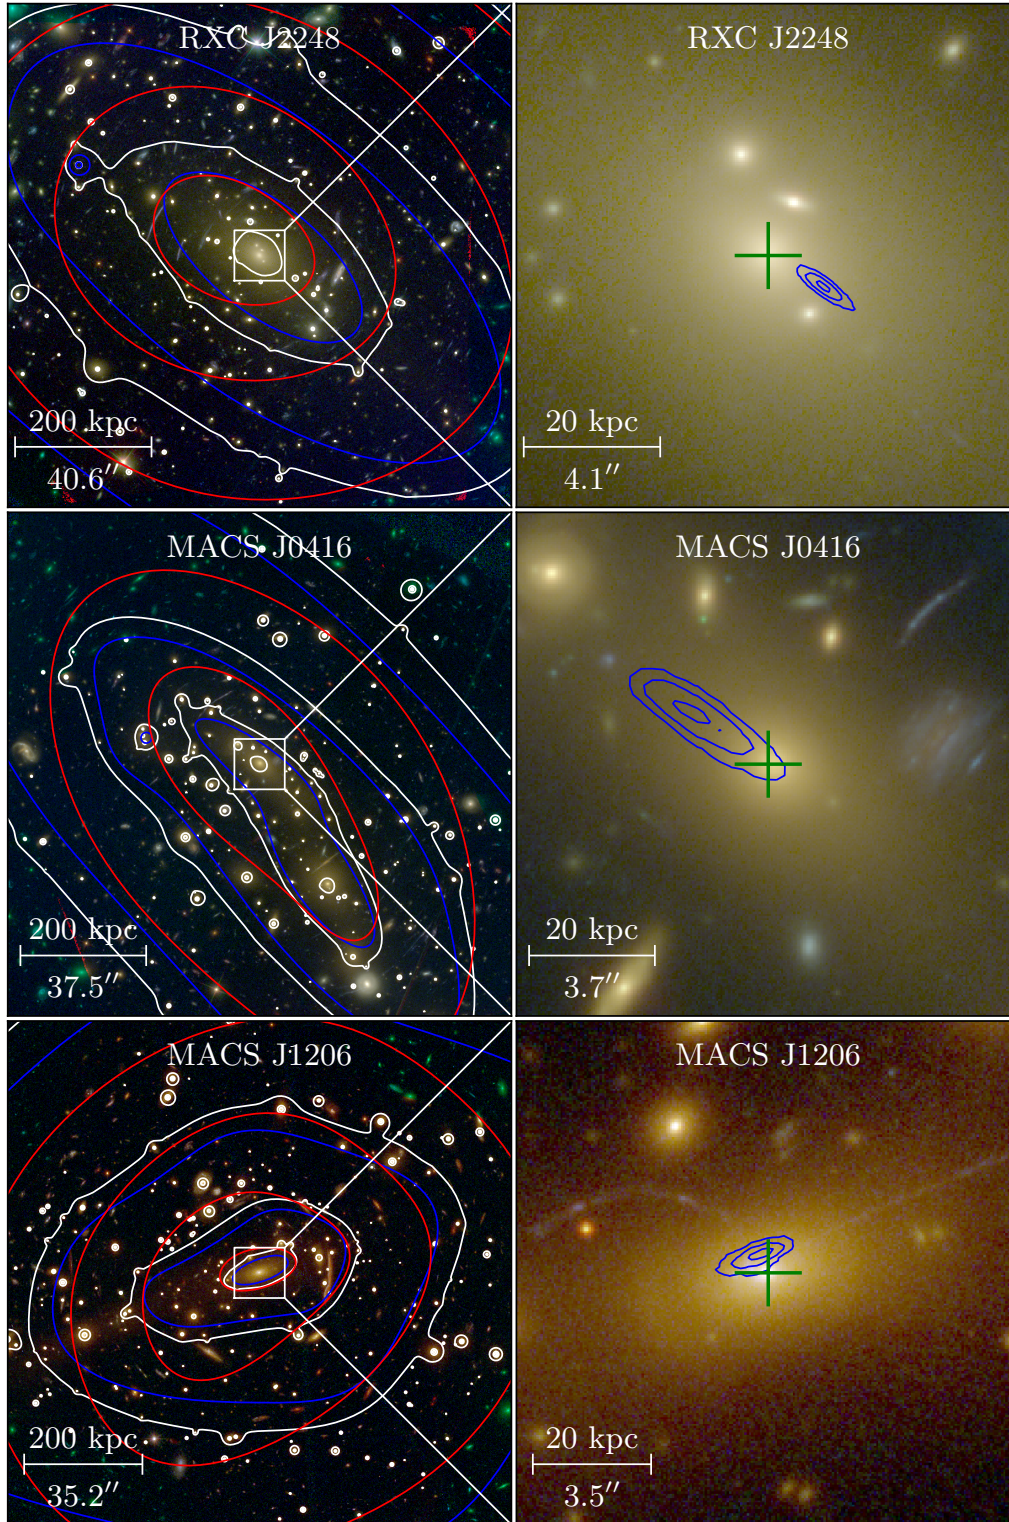 RXC J2248
200 kpc
40.6″
RXC J2248
20 kpc
4.1″
MACS J0416
200 kpc
37.5″
MACS J0416
20 kpc
3.7″
MACS J1206
200 kpc
35.2″
MACS J1206
20 kpc
3.5″